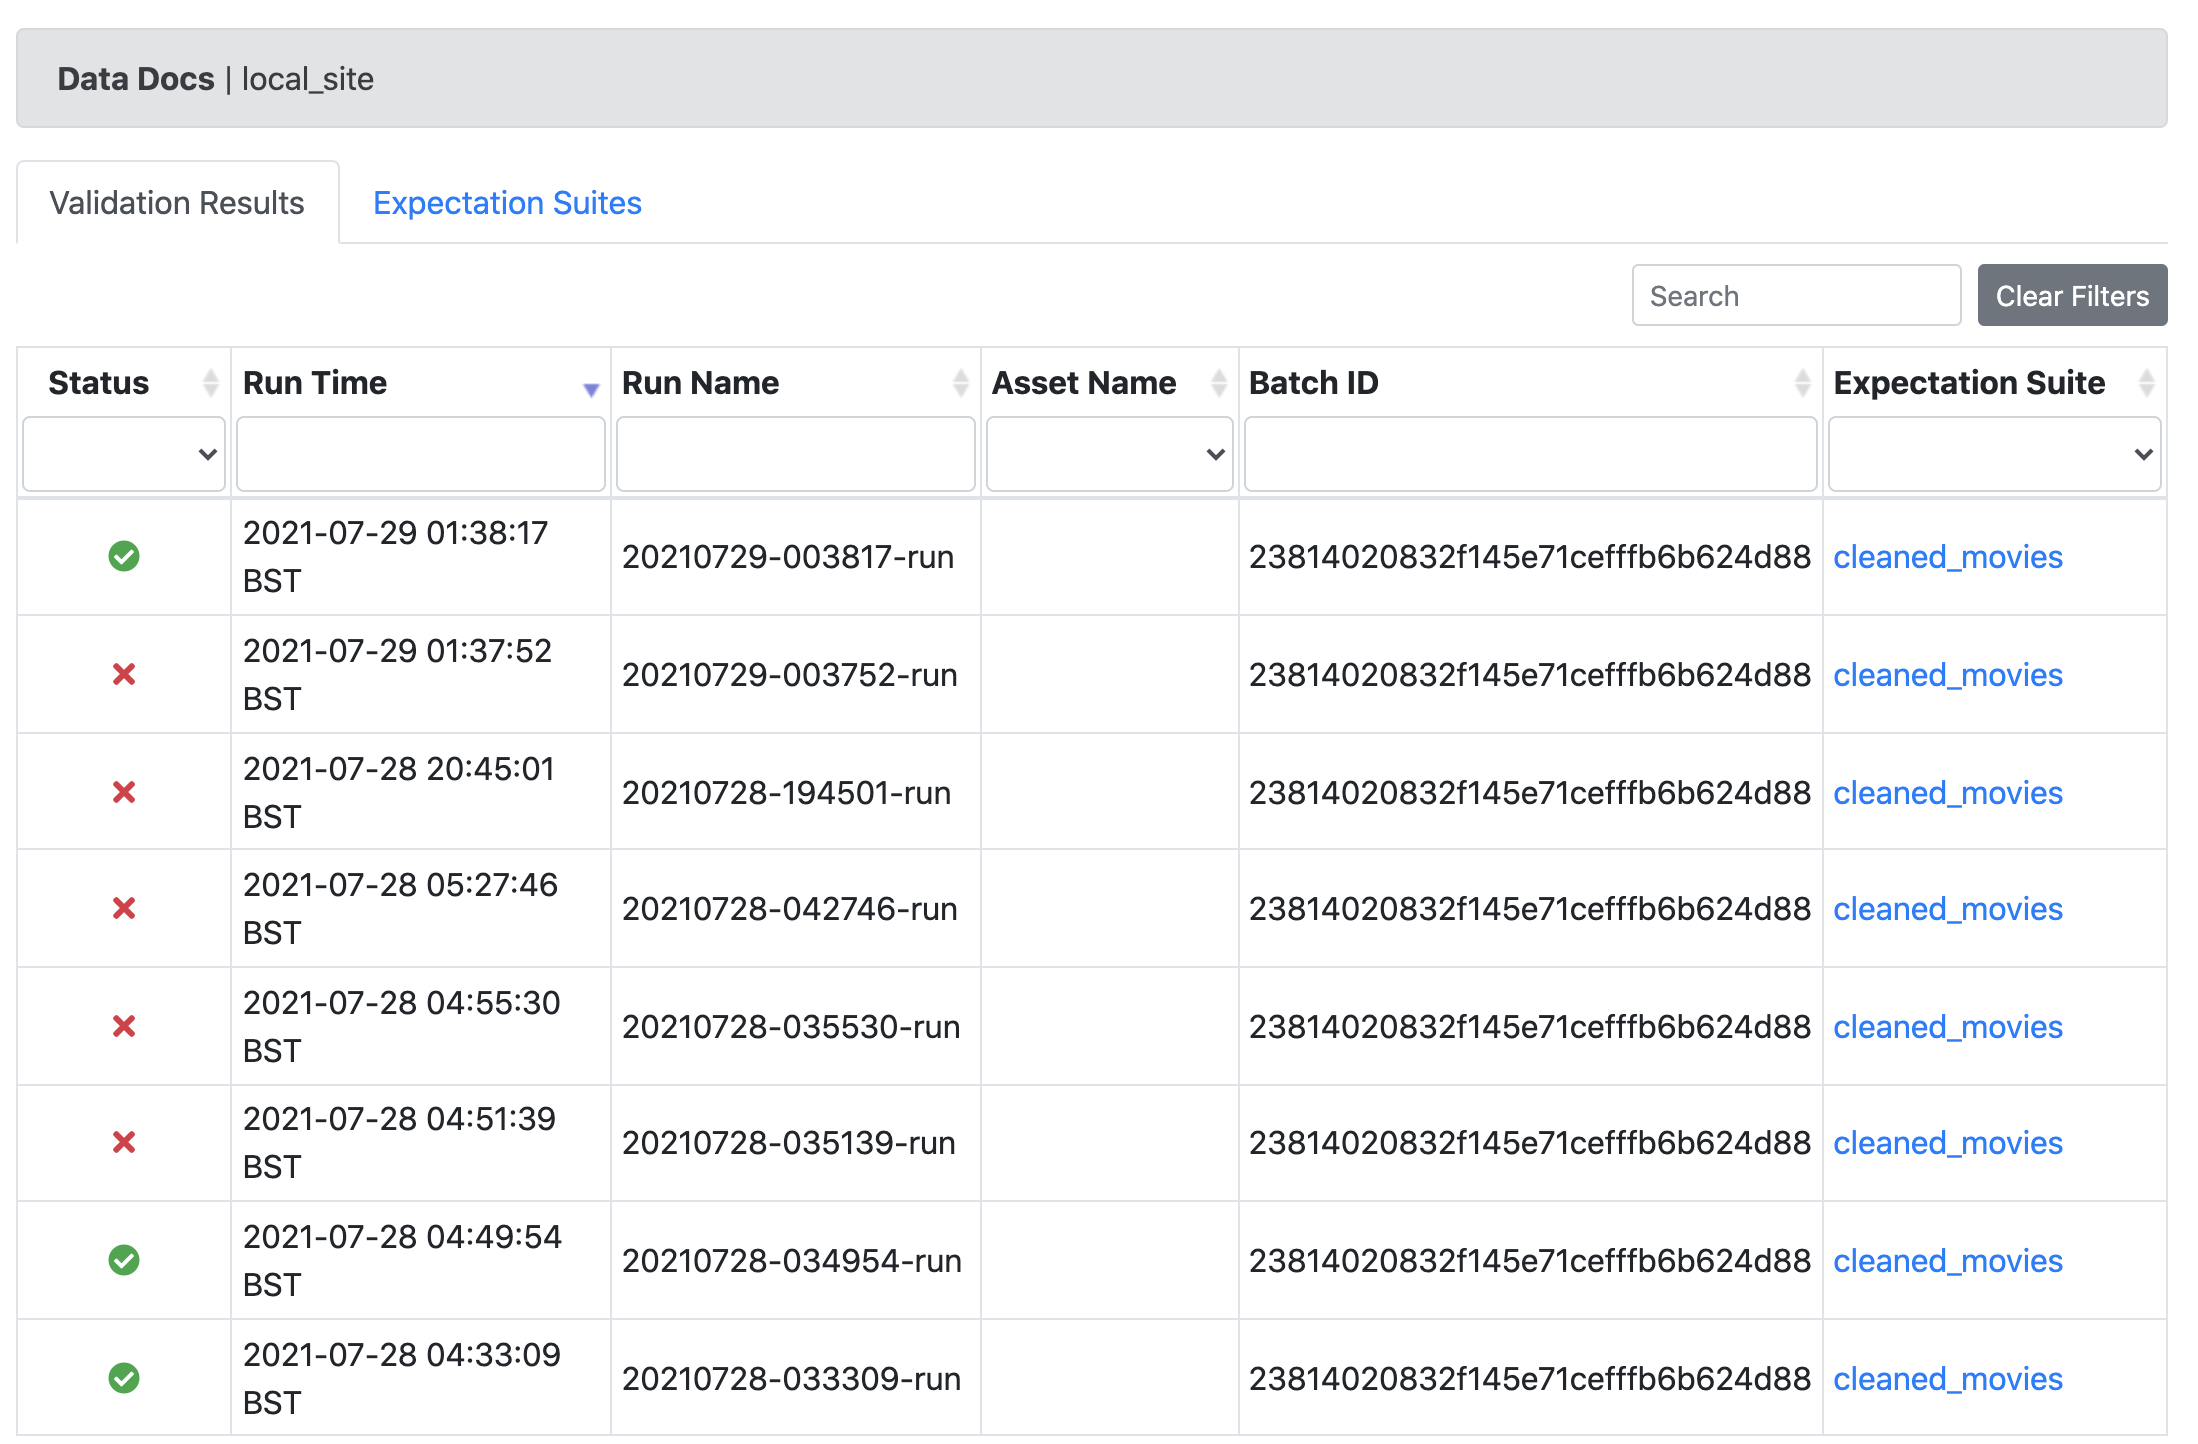 Data Docs | local_site
Validation Results Expectation Suites
Search Clear Filters
Status Run Time Run Name Asset Name Batch ID Expectation Suite
2021-07-29 01:38:17
BST
20210729-003817-run 23814020832f145e71cefffb6b624d88 cleaned_movies
2021-07-29 01:37:52
BST
20210729-003752-run 23814020832f145e71cefffb6b624d88 cleaned_movies
2021-07-28 20:45:01
BST
20210728-194501-run 23814020832f145e71cefffb6b624d88 cleaned_movies
2021-07-28 05:27:46
BST
20210728-042746-run 23814020832f145e71cefffb6b624d88 cleaned_movies
2021-07-28 04:55:30
BST
20210728-035530-run 23814020832f145e71cefffb6b624d88 cleaned_movies
2021-07-28 04:51:39
BST
20210728-035139-run 23814020832f145e71cefffb6b624d88 cleaned_movies
2021-07-28 04:49:54
BST
20210728-034954-run 23814020832f145e71cefffb6b624d88 cleaned_movies
2021-07-28 04:33:09
BST
20210728-033309-run 23814020832f145e71cefffb6b624d88 cleaned_movies